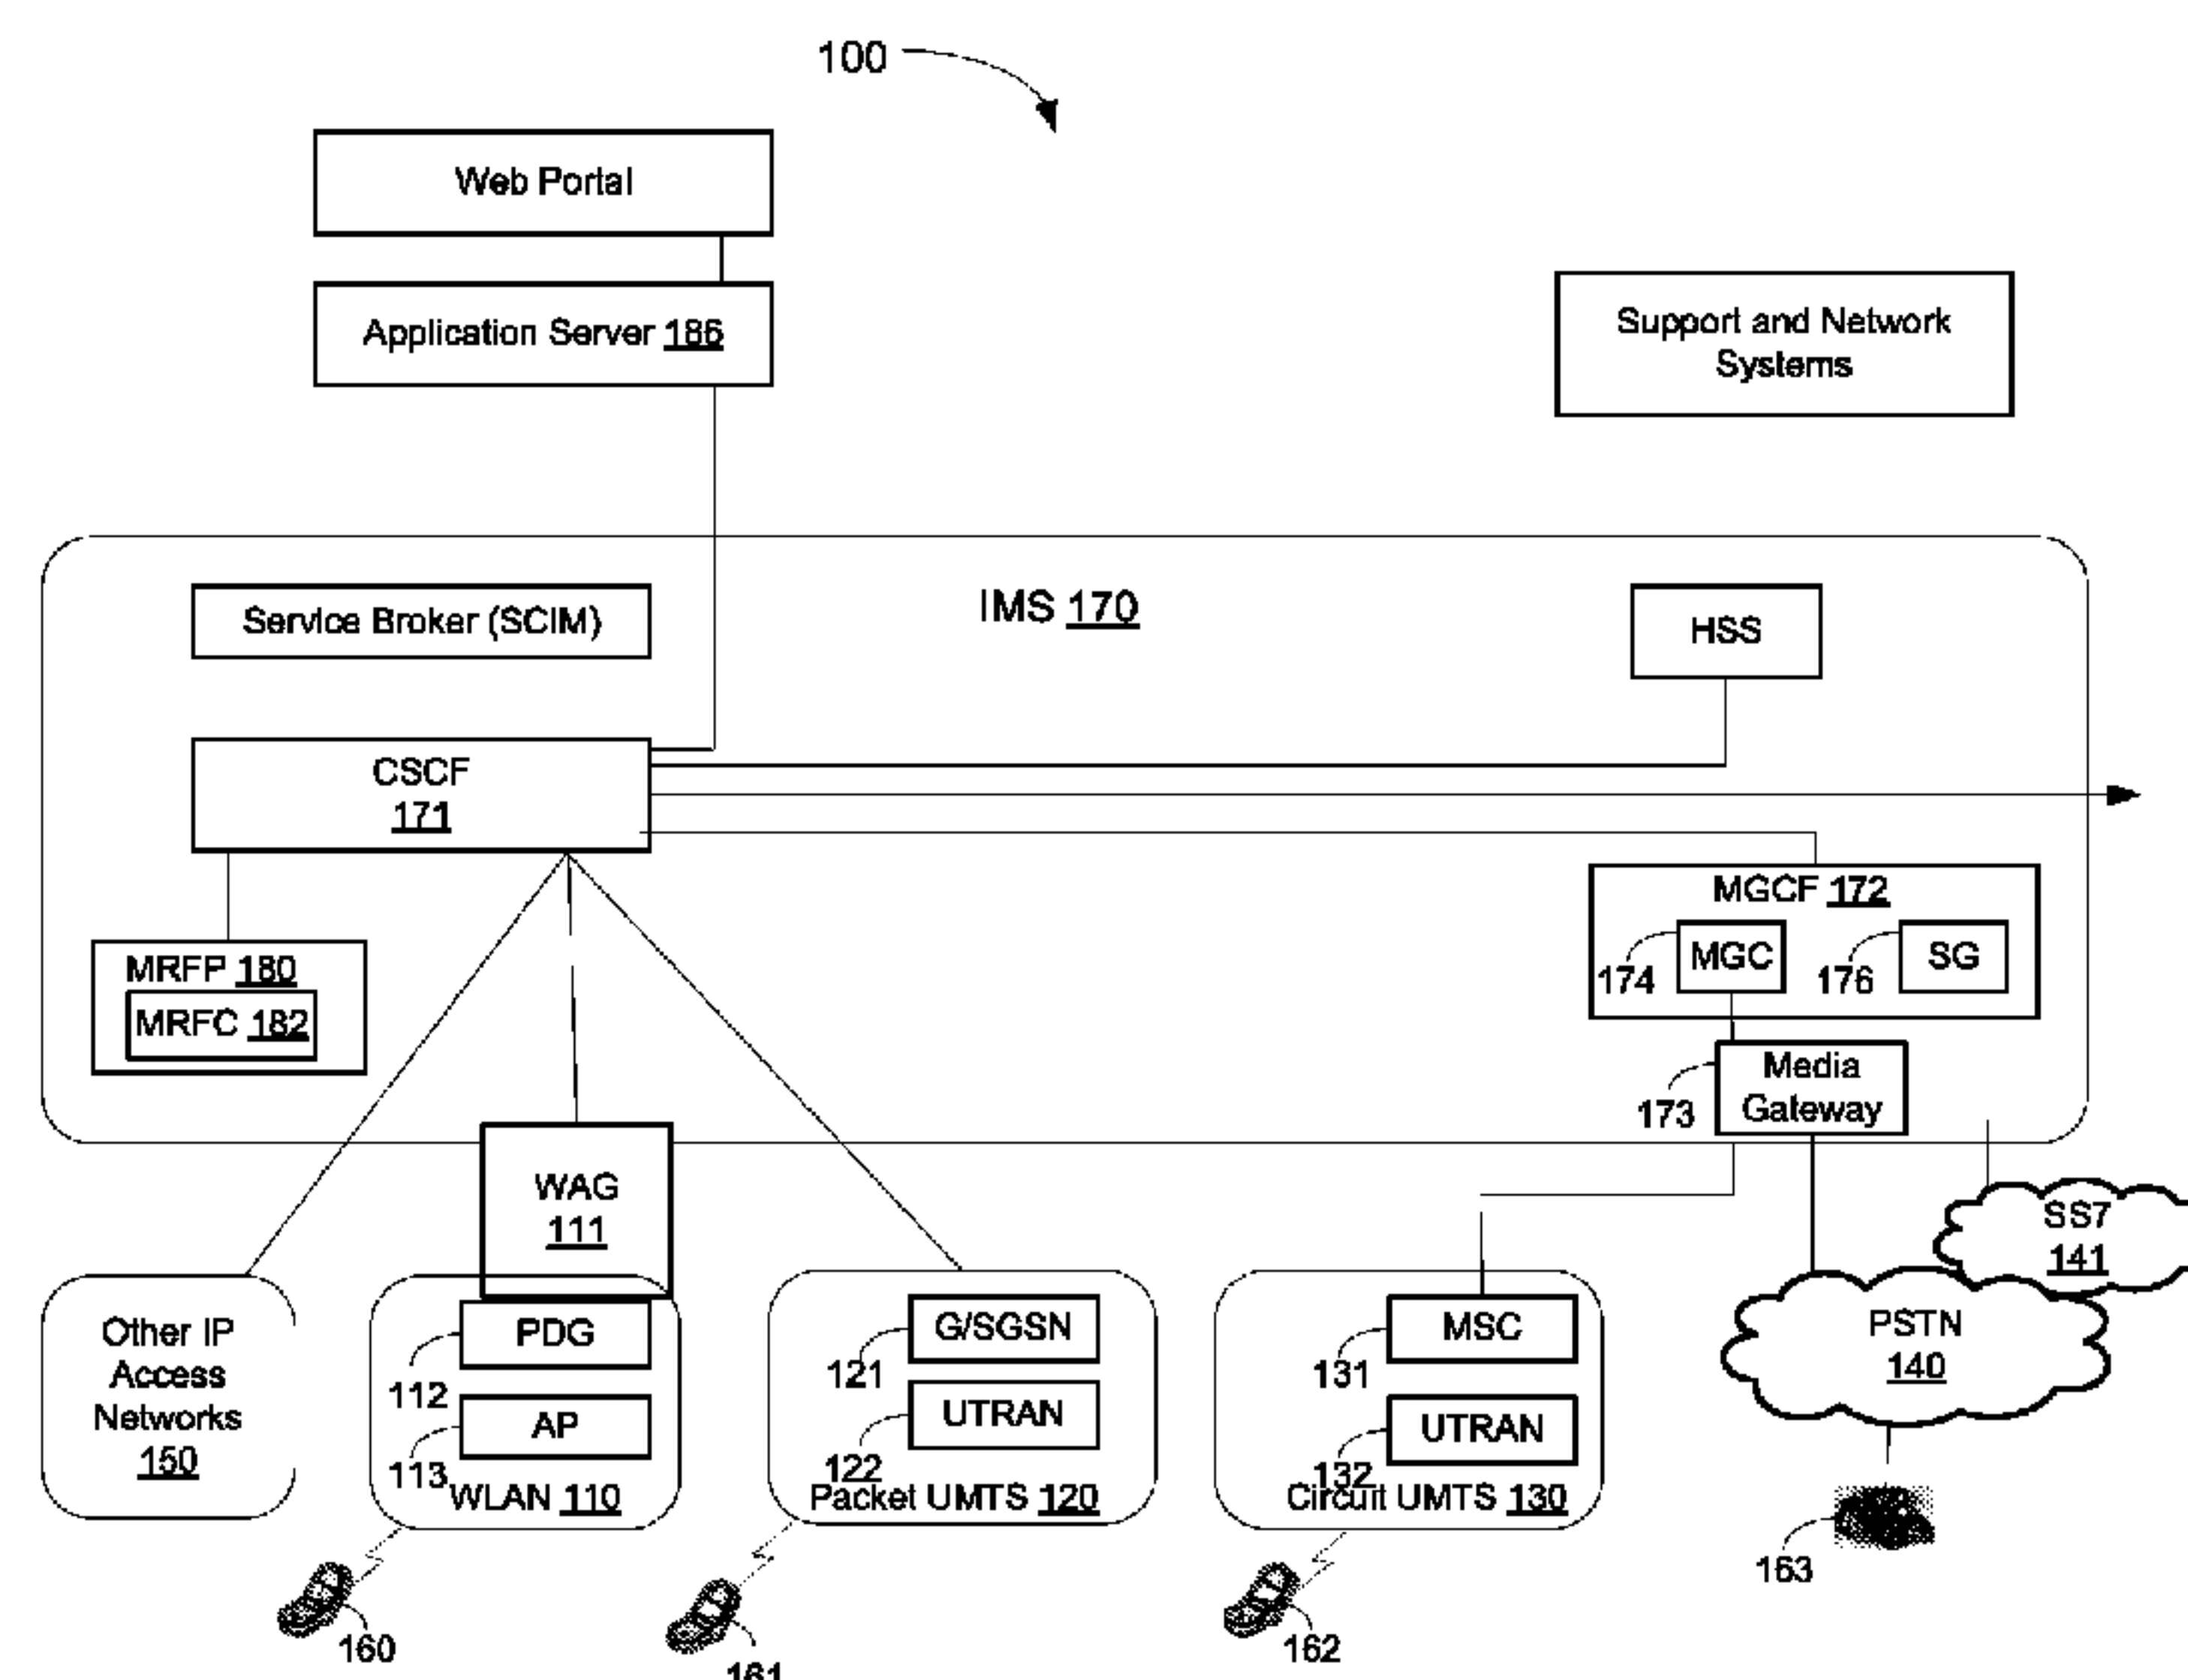 100
Web Portal
Application Server 186
Support and Network
Systems
IMS 170
Service Broker (SCIM)
HSS
CSCF
171
MGCF 172
174
MGC
176
SG
MRFP 180
MRFC 182
Media
Gateway
173
WAG
111
SS7
141
Other IP
Access
Networks
150
PDG
112
AP
113
WLAN 110
G/SGSN
121
UTRAN
122
Packet UMTS 120
MSC
131
UTRAN
132
Circuit UMTS 130
PSTN
140
163
160
161
162